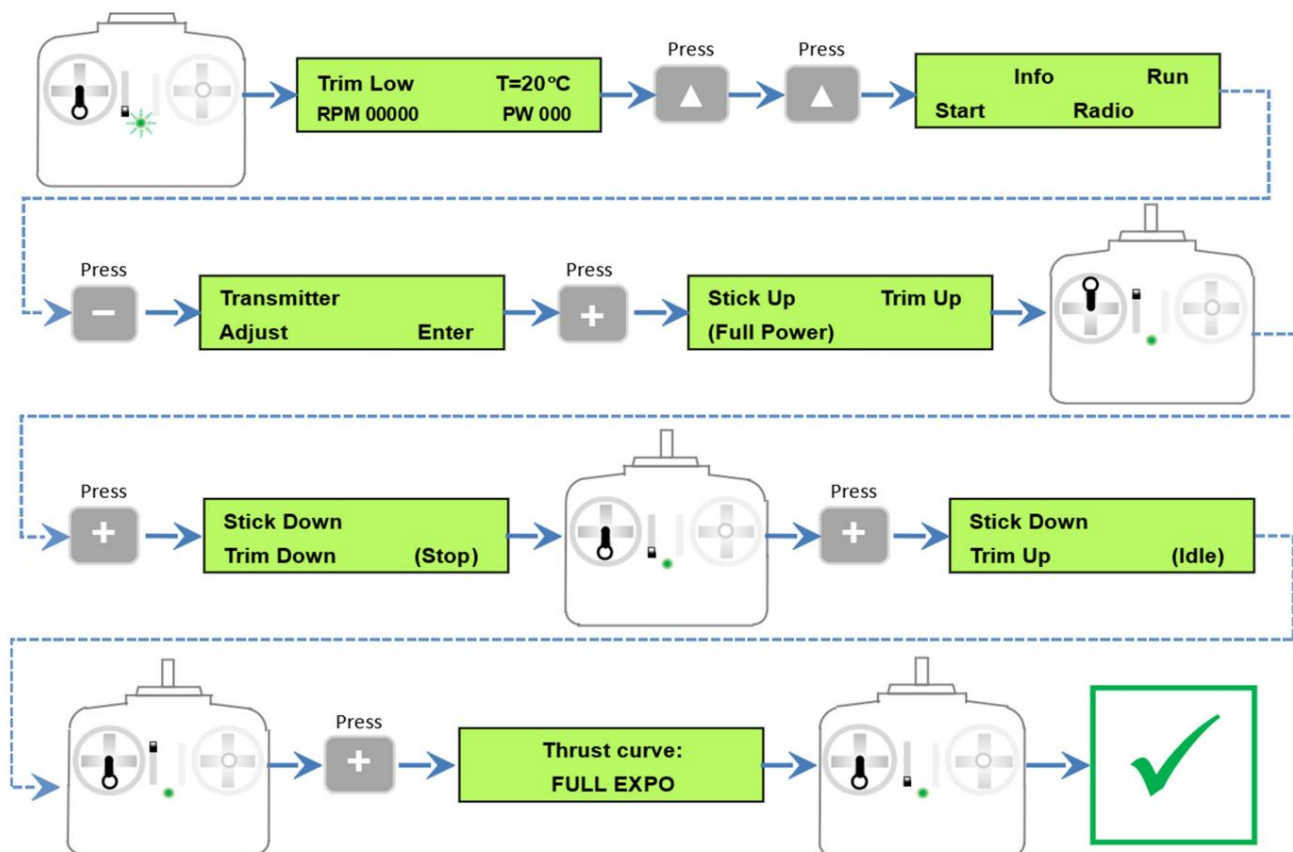 Press Press
Trim Low T=20°C
RPM 00000 PW 000
▲ ▲
Info Run
Start Radio
Press
−
Transmitter
Adjust Enter
Press
+
Stick Up Trim Up
(Full Power)
Press
+
Stick Down
Trim Down (Stop)
Press
+
Stick Down
Trim Up (Idle)
Press
+
Thrust curve:
FULL EXPO